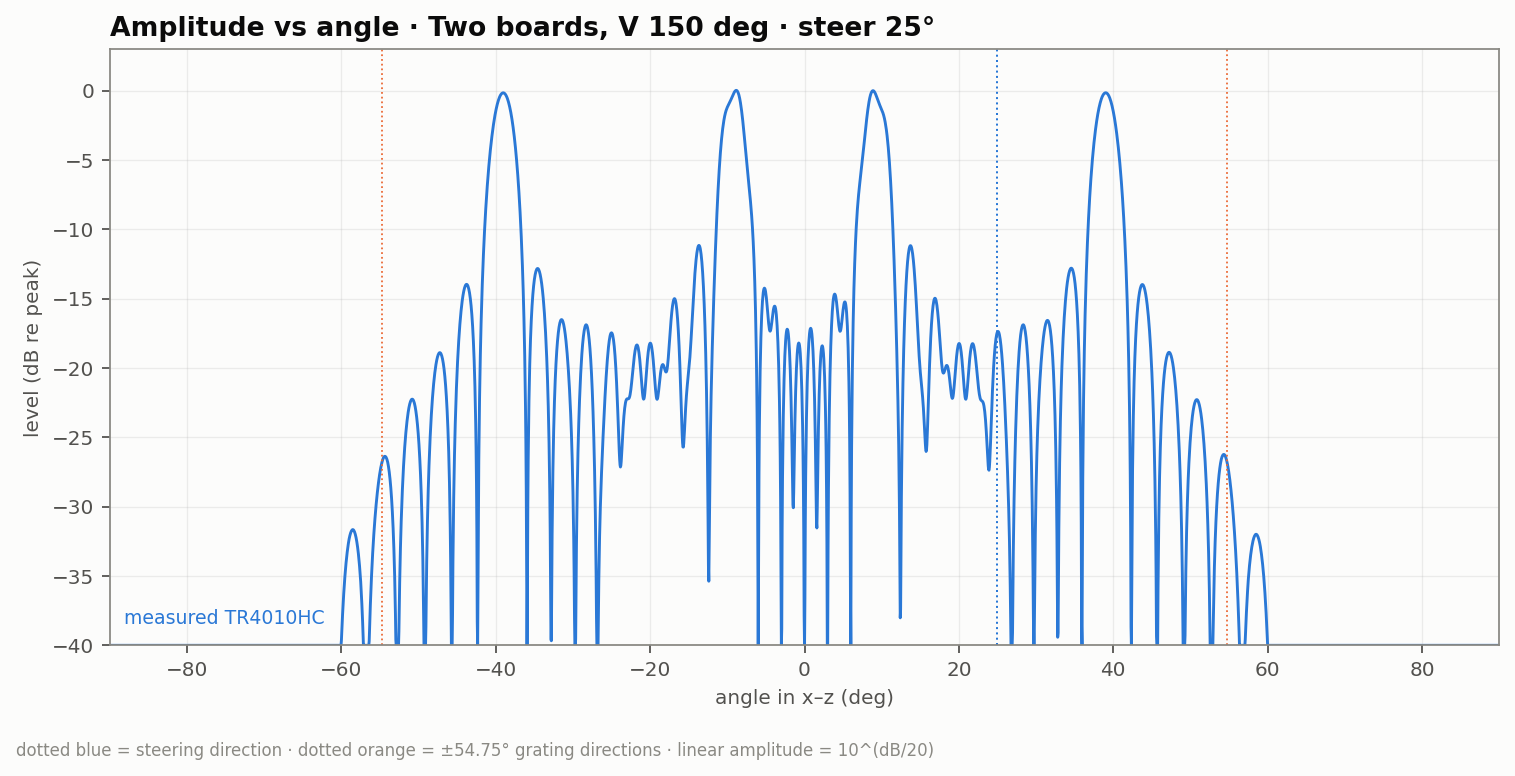 Amplitude vs angle · Two boards, V 150 deg · steer 25°
0
−5
−10
−15
−20
−25
−30
−35
−40
level (dB re peak)
measured TR4010HC
−80 −60 −40 −20 0 20 40 60 80
angle in x–z (deg)
dotted blue = steering direction · dotted orange = ±54.75° grating directions · linear amplitude = 10^(dB/20)